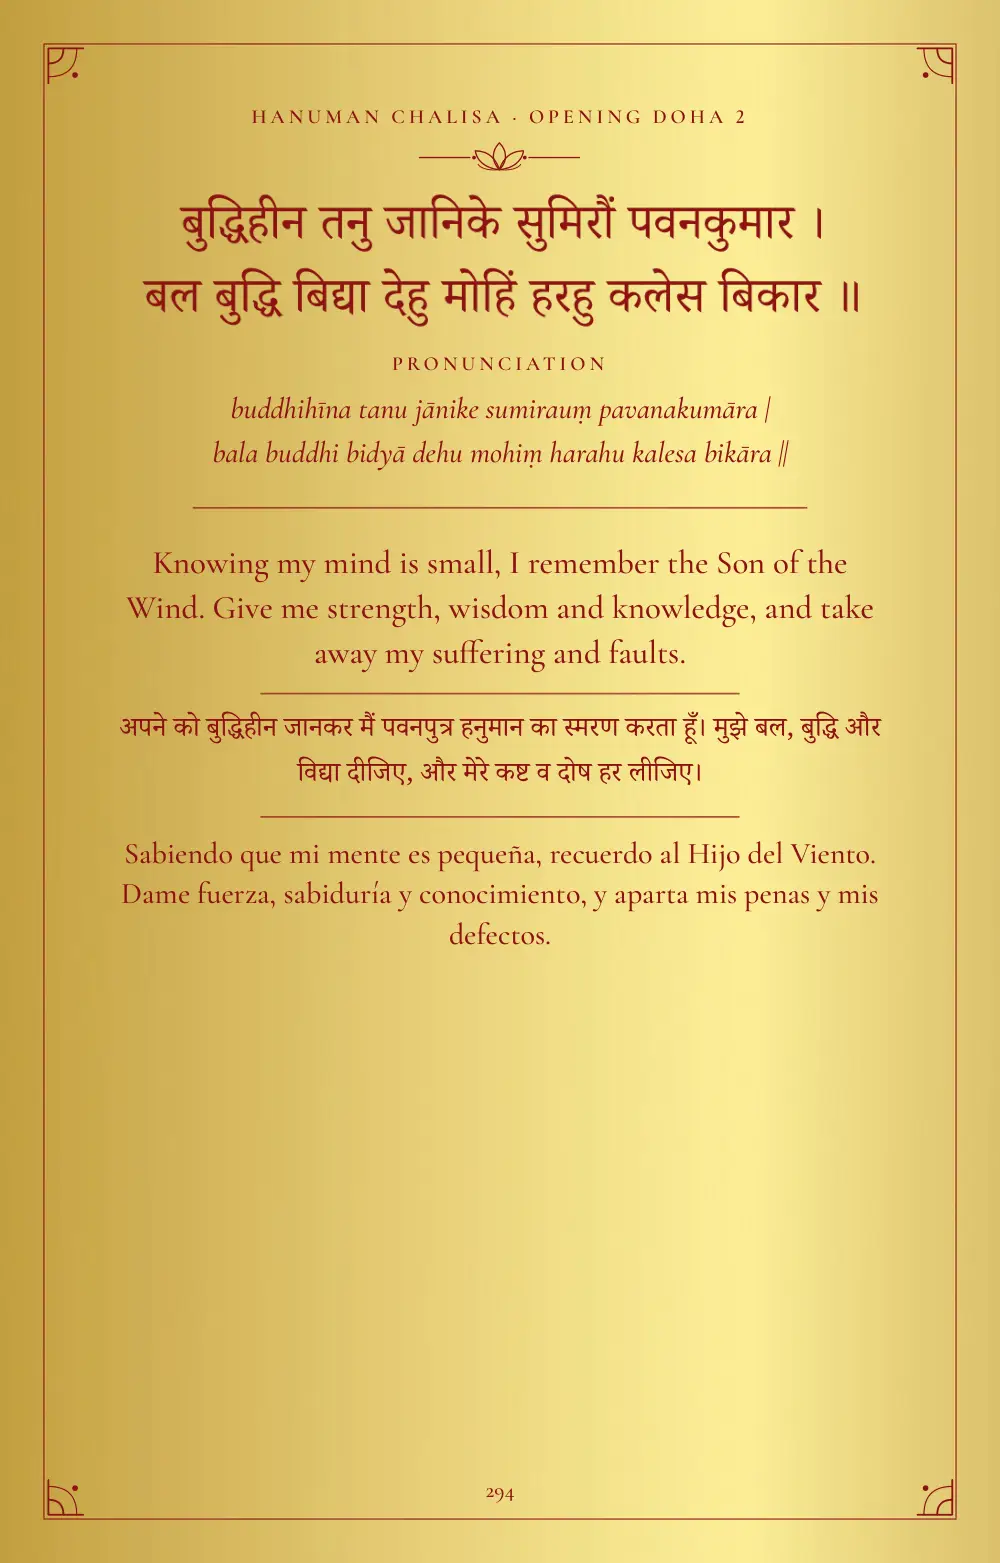 HANUMAN CHALISA · OPENING DOHA 2
बुद्धिहीन तनु जानिके सुमिरौं पवनकुमार ।
बल बुद्धि बिद्या देहु मोहिं हरहु कलेस बिकार ॥
PRONUNCIATION
buddhihīna tanu jānike sumirauṃ pavanakumāra |
bala buddhi bidyā dehu mohiṃ harahu kalesa bikāra ||
Knowing my mind is small, I remember the Son of the
Wind. Give me strength, wisdom and knowledge, and take
away my suffering and faults.
अपने को बुद्धिहीन जानकर मैं पवनपुत्र हनुमान का स्मरण करता हूँ। मुझे बल, बुद्धि और
विद्या दीजिए, और मेरे कष्ट व दोष हर लीजिए।
Sabiendo que mi mente es pequeña, recuerdo al Hijo del Viento.
Dame fuerza, sabiduría y conocimiento, y aparta mis penas y mis
defectos.
294